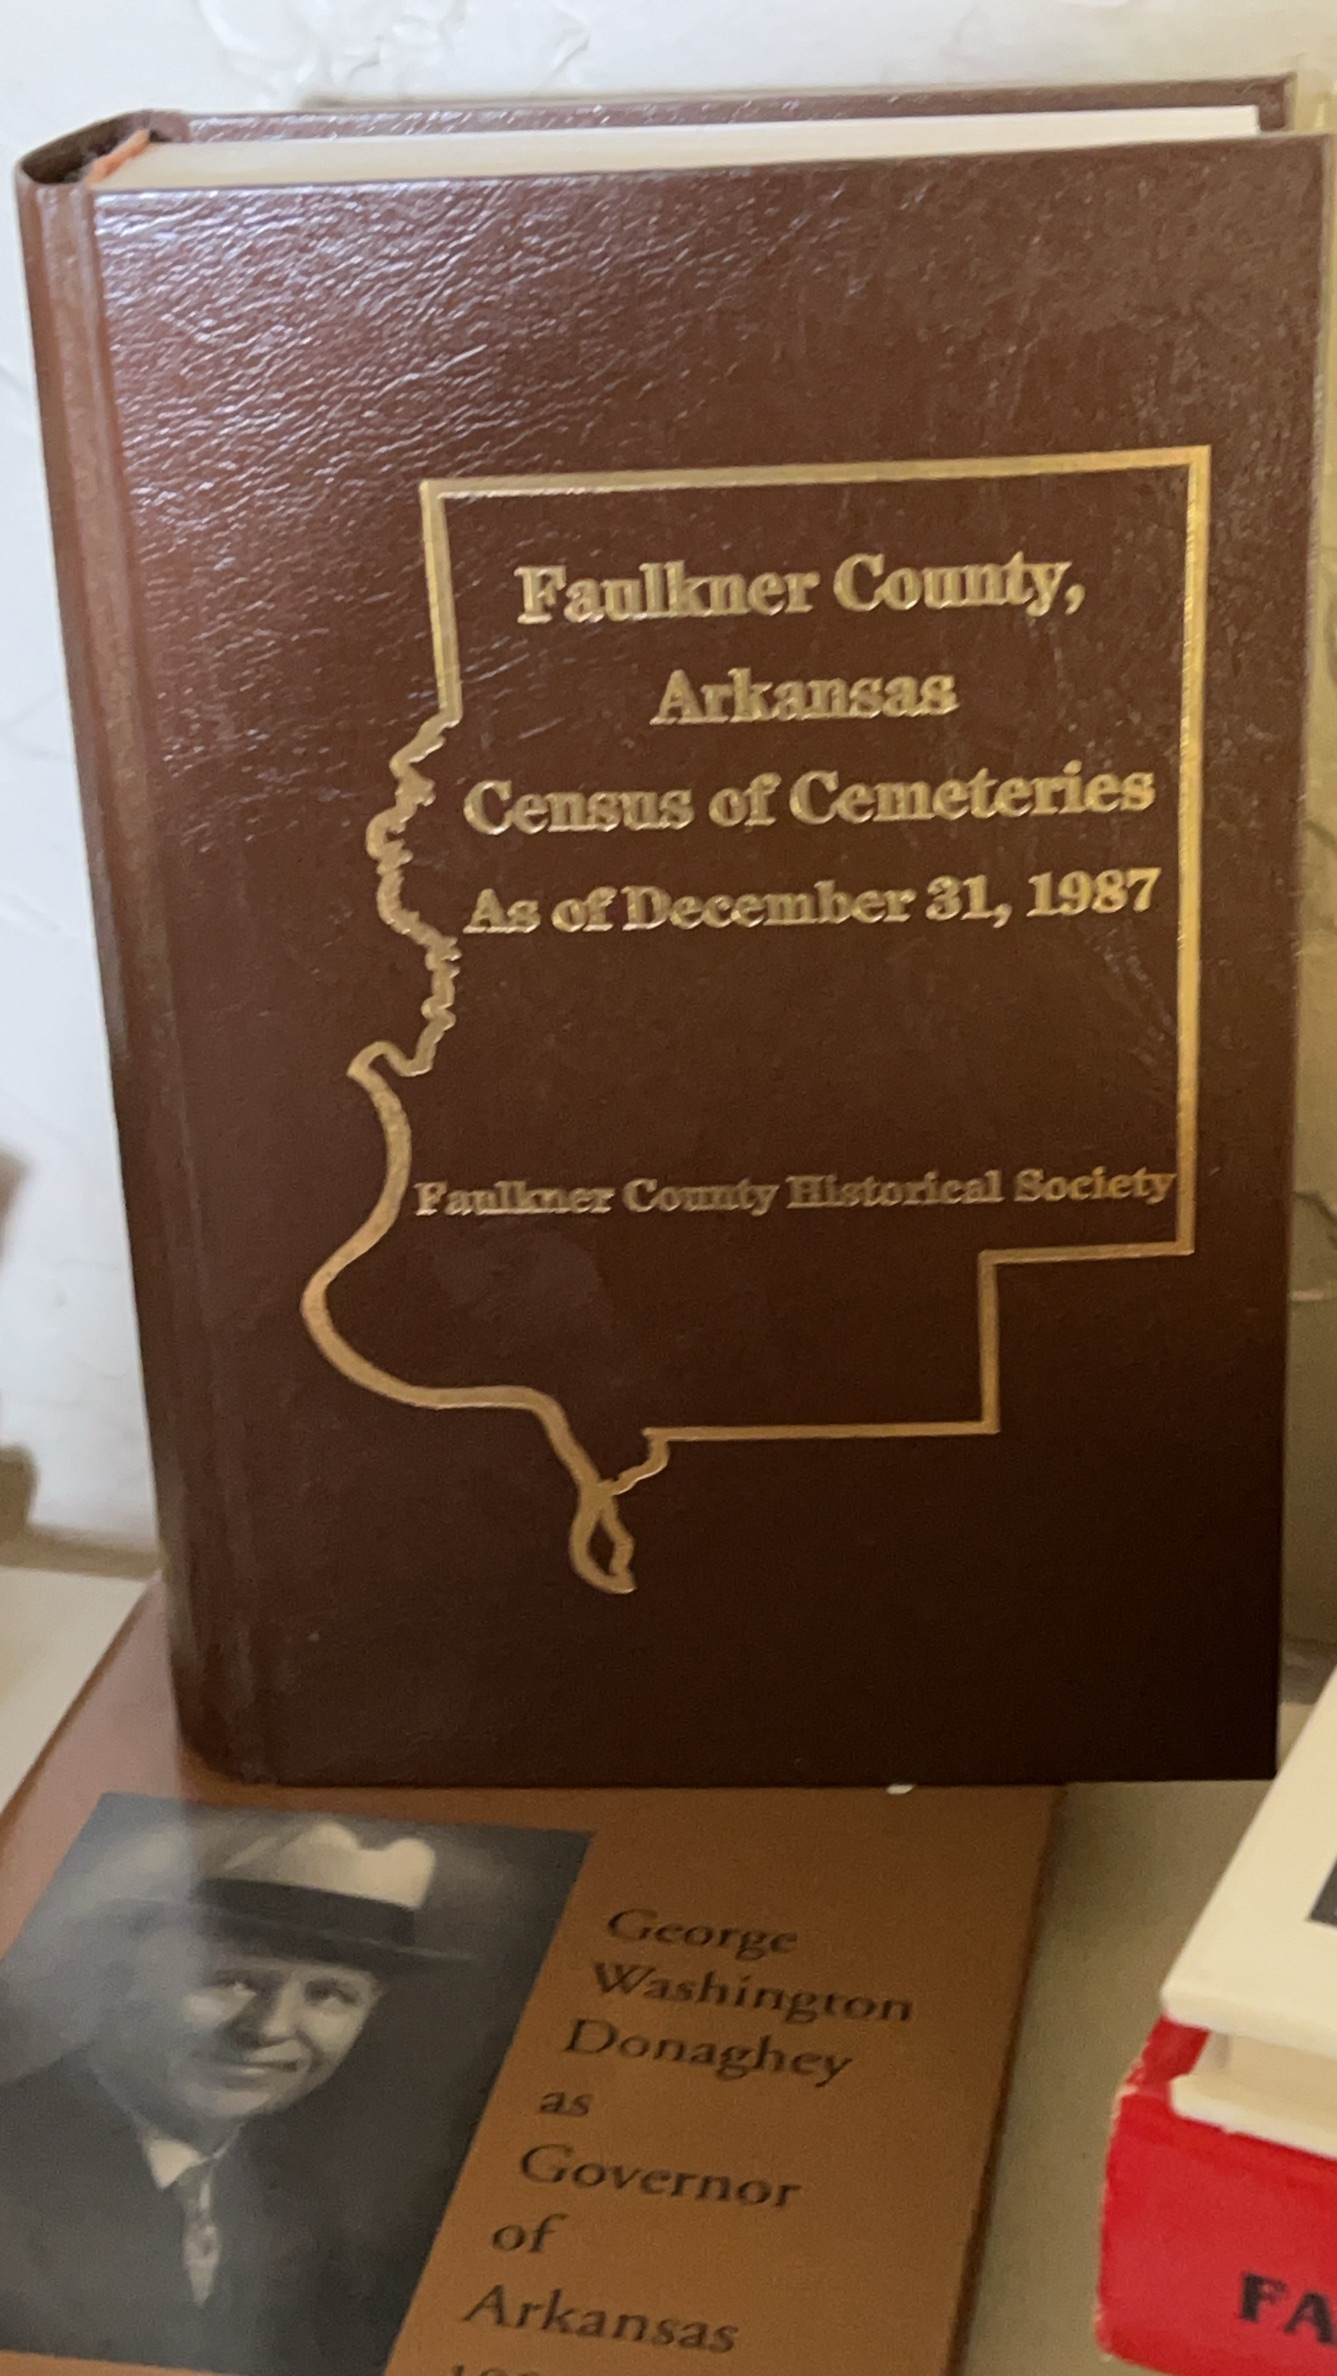 Faulkner County,
Arkansas
Census of Cemeteries
As of December 31, 1987
Faulkner County Historical Society
George
Washington
Donaghey
as
Governor
of
Arkansas
FA